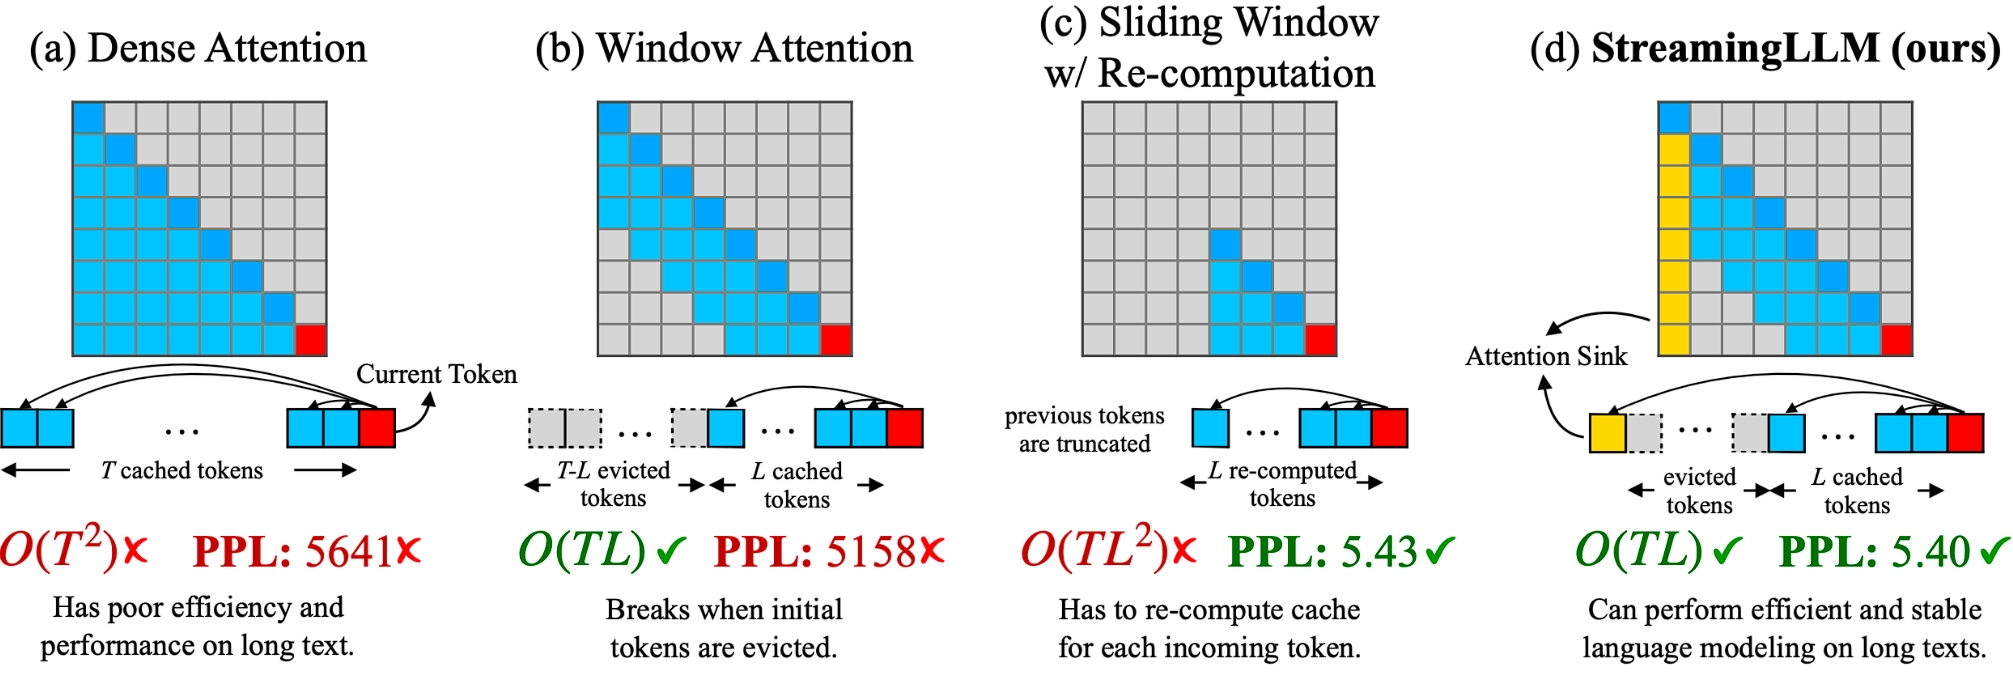 (a) Dense Attention
Current Token
...
T cached tokens
O(T²)✗ PPL: 5641✗
Has poor efficiency and
performance on long text.
(b) Window Attention
... ...
T-L evicted
tokens
L cached
tokens
O(TL)✓ PPL: 5158✗
Breaks when initial
tokens are evicted.
(c) Sliding Window
w/ Re-computation
previous tokens
are truncated
...
L re-computed
tokens
O(TL²)✗ PPL: 5.43✓
Has to re-compute cache
for each incoming token.
(d) StreamingLLM (ours)
Attention Sink
... ...
evicted
tokens
L cached
tokens
O(TL)✓ PPL: 5.40✓
Can perform efficient and stable
language modeling on long texts.